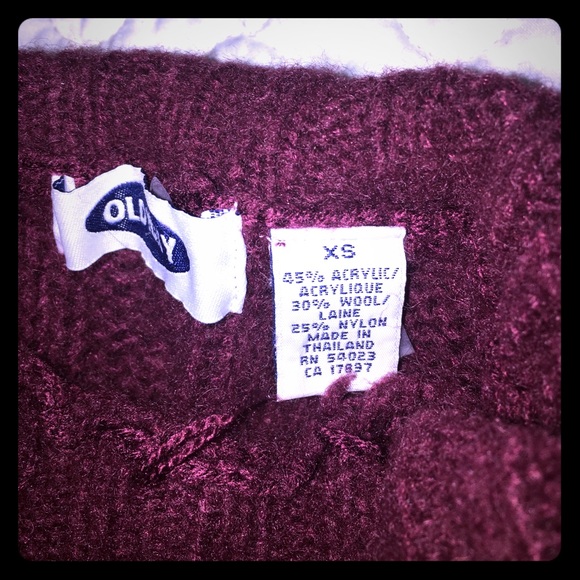 OLD
XS
45% ACRYLIC/
ACRYLIQUE
30% WOOL/
LAINE
25% NYLON
MADE IN
THAILAND
RN 54023
CA 17897